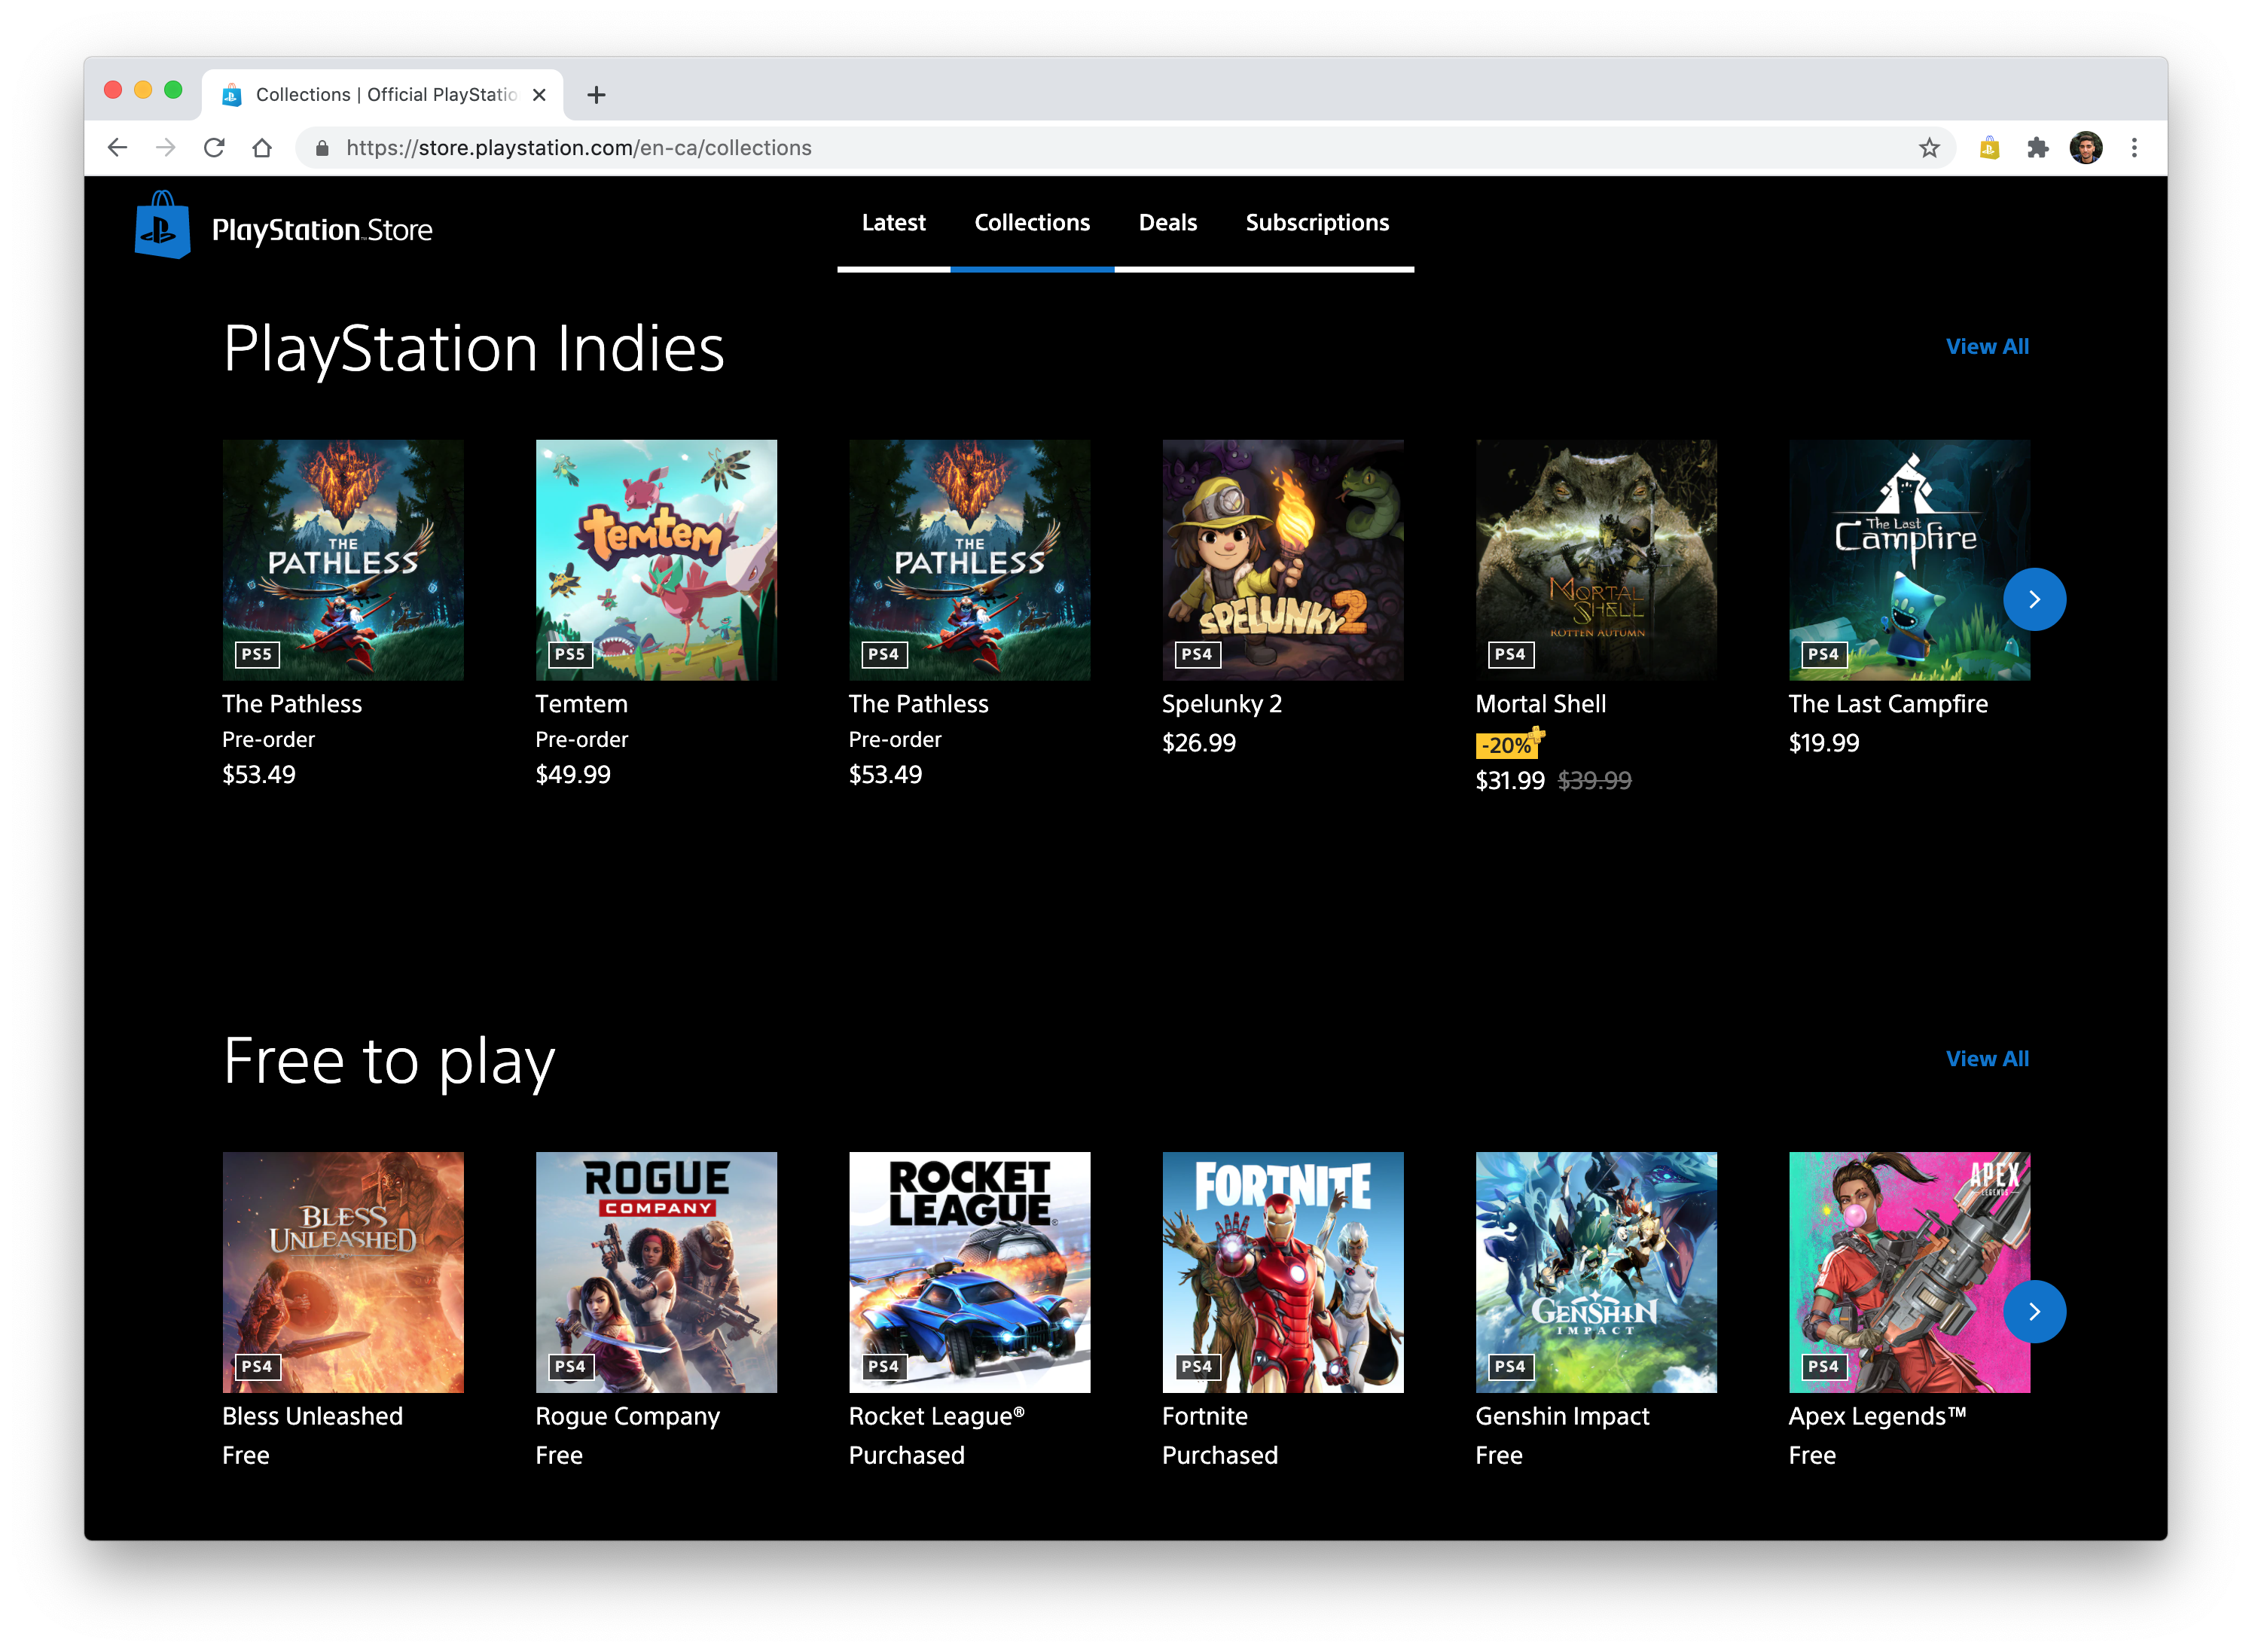 Collections | Official PlayStatio
https://store.playstation.com/en-ca/collections
PlayStation Store
Latest Collections Deals Subscriptions
PlayStation Indies
View All
THE PATHLESS
PS5
temtem
PS5
THE PATHLESS
PS4
SPELUNKY 2
PS4
MORTAL SHELL
ROTTEN AUTUMN
PS4
The Last Campfire
PS4
The Pathless
Pre-order
$53.49
Temtem
Pre-order
$49.99
The Pathless
Pre-order
$53.49
Spelunky 2
$26.99
Mortal Shell
-20%
$31.99 $39.99
The Last Campfire
$19.99
Free to play
View All
BLESS UNLEASHED
PS4
ROGUE COMPANY
PS4
ROCKET LEAGUE®
PS4
FORTNITE
PS4
GENSHIN IMPACT
PS4
APEX LEGENDS
PS4
Bless Unleashed
Free
Rogue Company
Free
Rocket League®
Purchased
Fortnite
Purchased
Genshin Impact
Free
Apex Legends™
Free